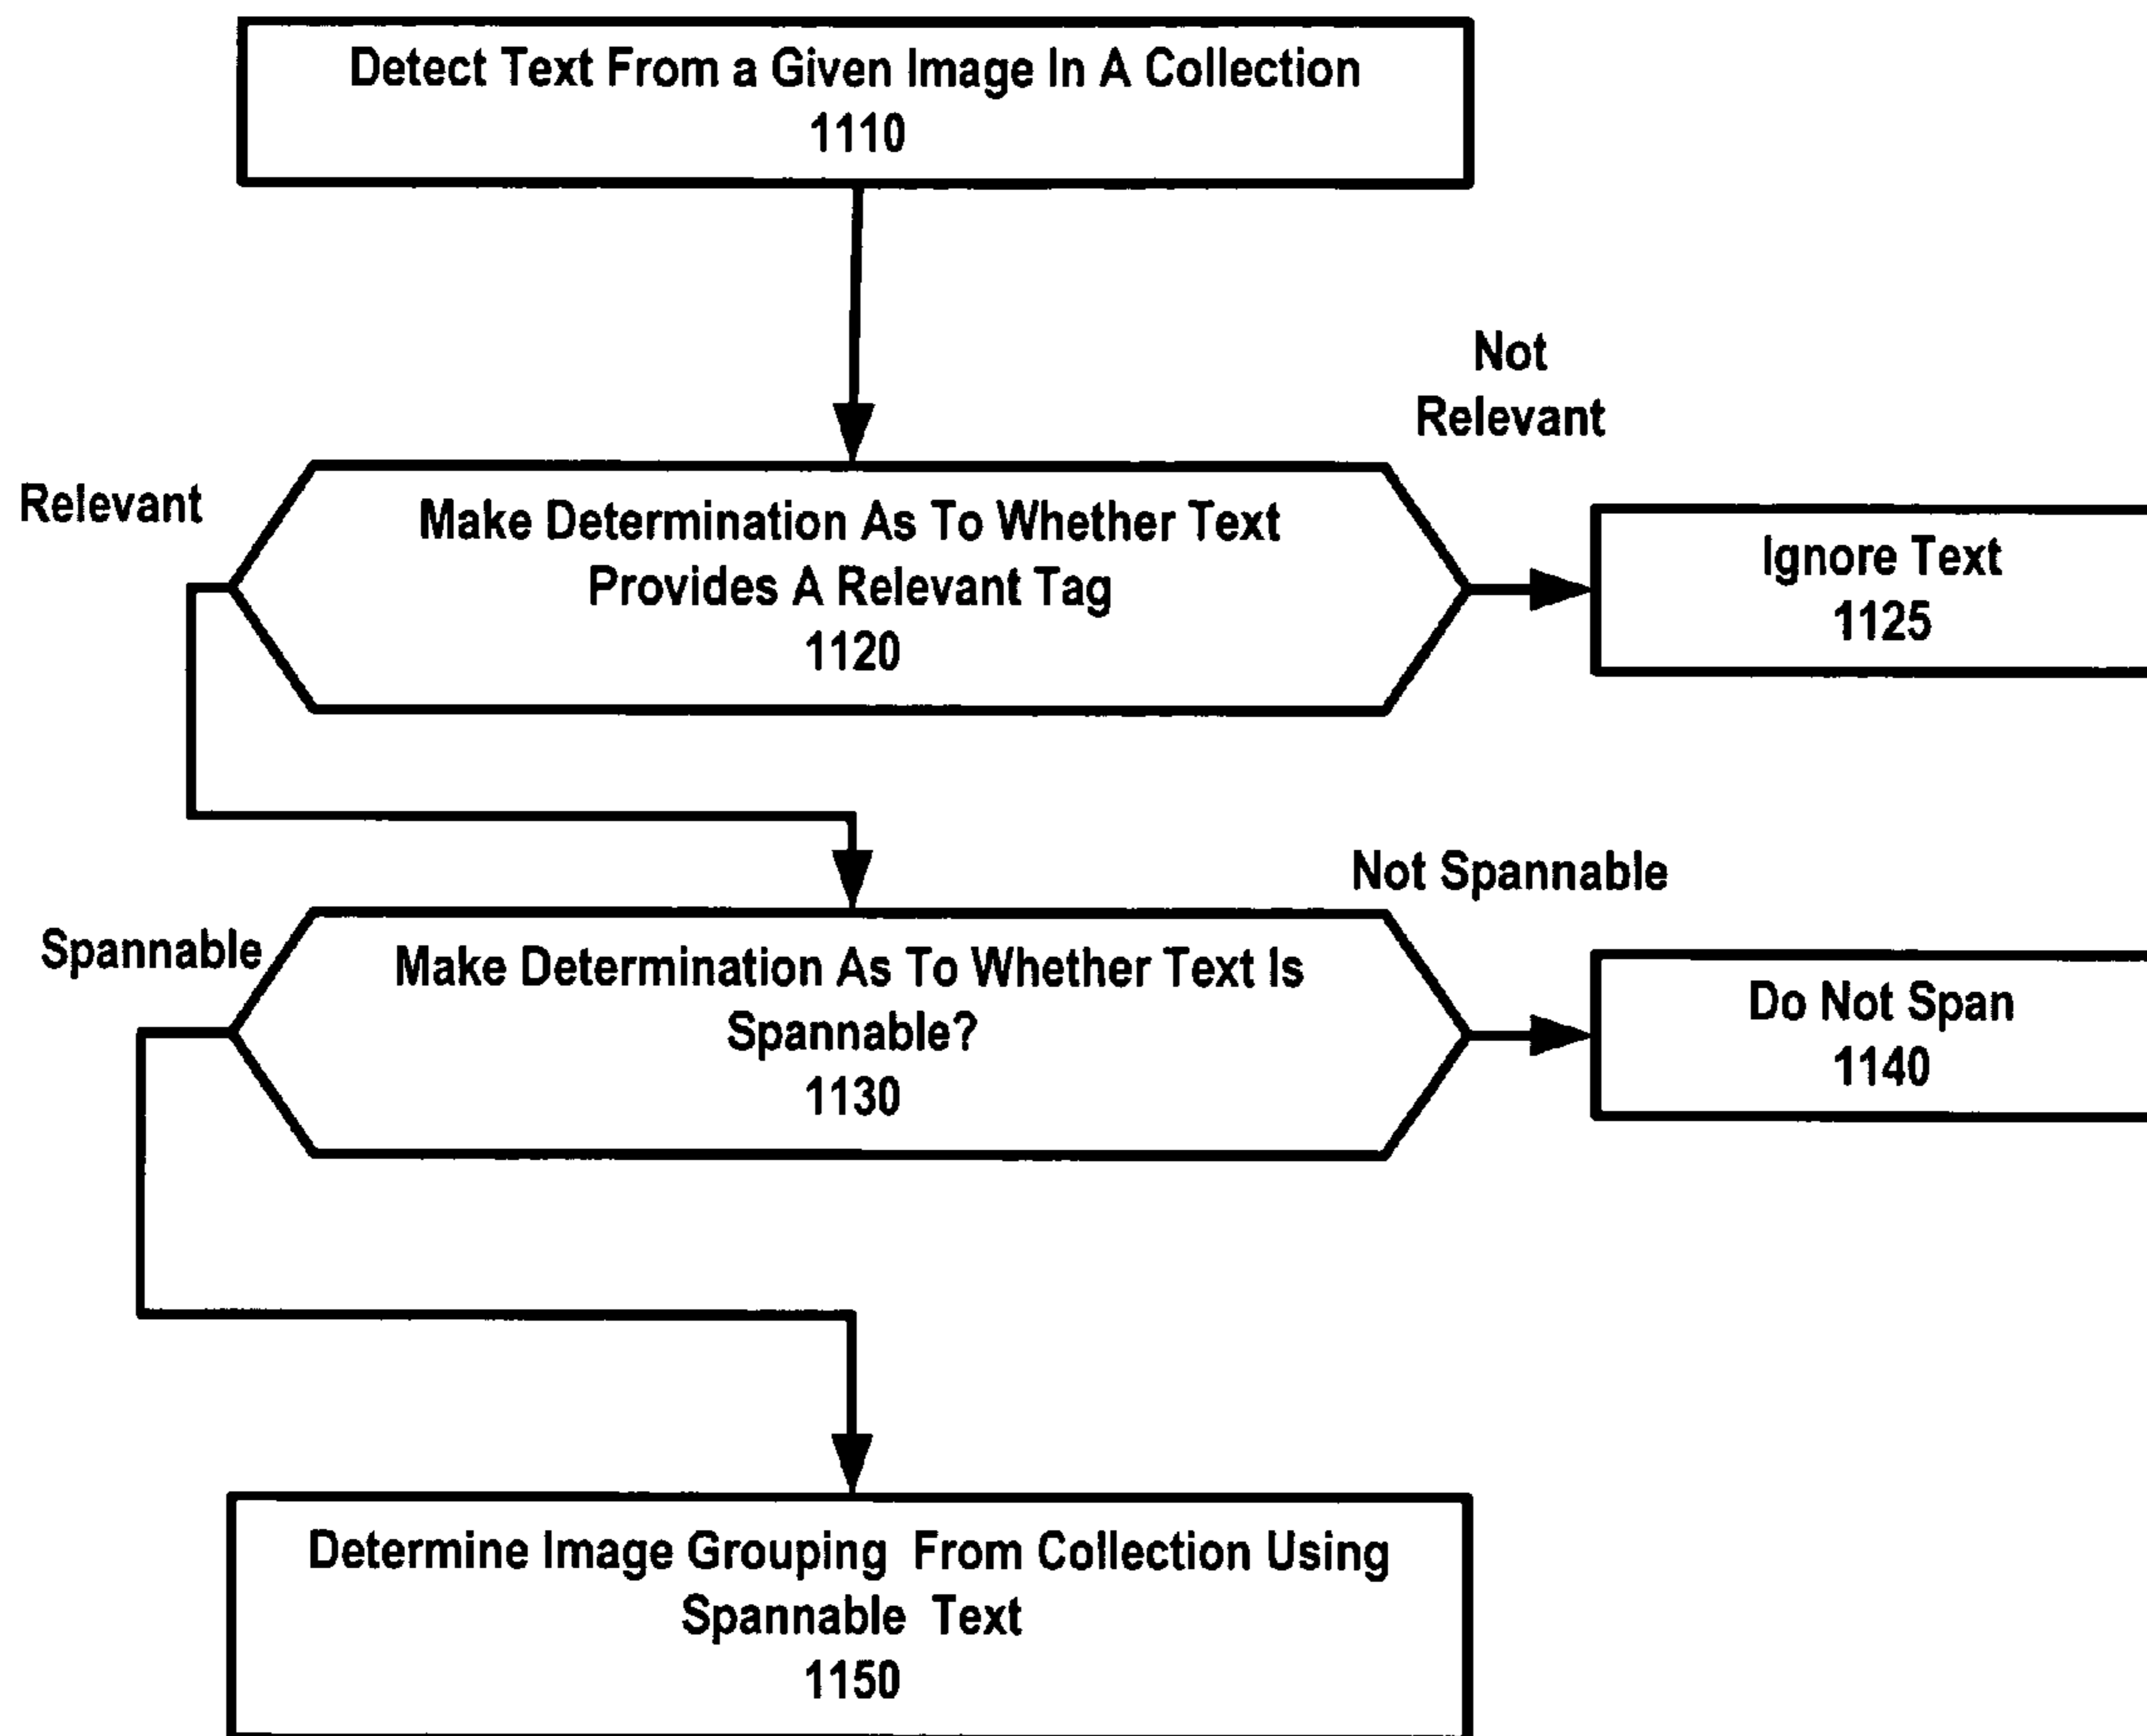 Detect Text From a Given Image In A Collection
1110
Not
Relevant
Relevant
Make Determination As To Whether Text
Provides A Relevant Tag
1120
Ignore Text
1125
Not Spannable
Spannable
Make Determination As To Whether Text Is
Spannable?
1130
Do Not Span
1140
Determine Image Grouping From Collection Using
Spannable Text
1150